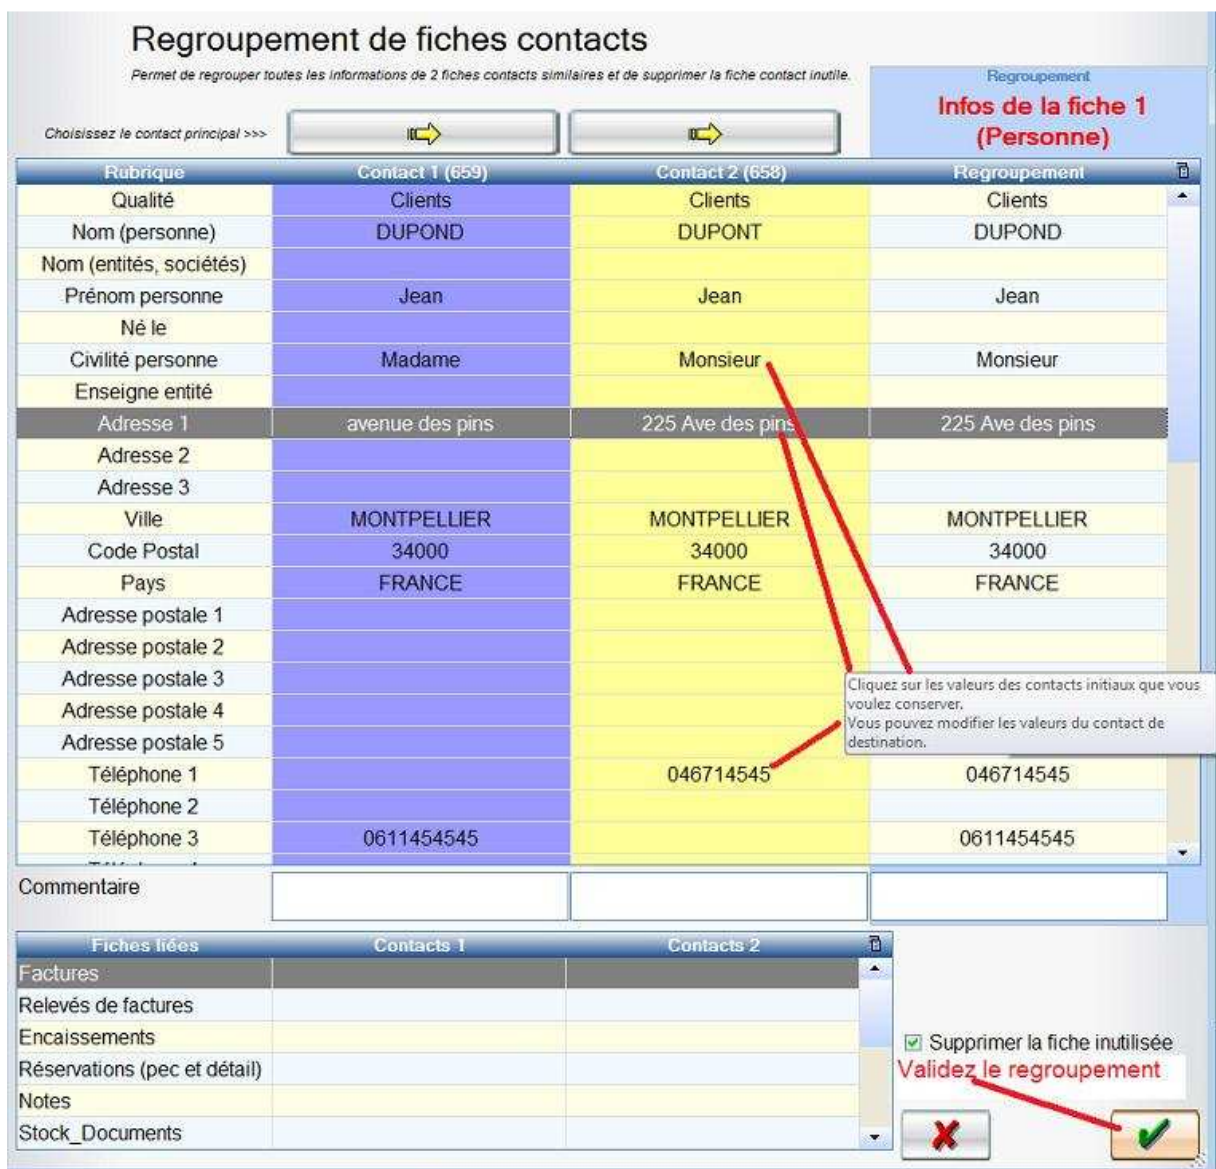 Regroupement de fiches contacts
Permet de regrouper toutes les informations de 2 fiches contacts similaires et de supprimer la fiche contact inutile.
Regroupement
Infos de la fiche 1
(Personne)
Choisissez le contact principal >>>
Rubrique Contact 1 (659) Contact 2 (658) Regroupement
Qualité Clients Clients Clients
Nom (personne) DUPOND DUPONT DUPOND
Nom (entités, sociétés)
Prénom personne Jean Jean Jean
Né le
Civilité personne Madame Monsieur Monsieur
Enseigne entité
Adresse 1 avenue des pins 225 Ave des pins 225 Ave des pins
Adresse 2
Adresse 3
Ville MONTPELLIER MONTPELLIER MONTPELLIER
Code Postal 34000 34000 34000
Pays FRANCE FRANCE FRANCE
Adresse postale 1
Adresse postale 2
Adresse postale 3
Adresse postale 4
Adresse postale 5
Cliquez sur les valeurs des contacts initiaux que vous
voulez conserver.
Vous pouvez modifier les valeurs du contact de
destination.
Téléphone 1 046714545 046714545
Téléphone 2
Téléphone 3 0611454545 0611454545
Commentaire
Fiches liées Contacts 1 Contacts 2
Factures
Relevés de factures
Encaissements
Réservations (pec et détail)
Notes
Stock_Documents
Supprimer la fiche inutilisée
Validez le regroupement